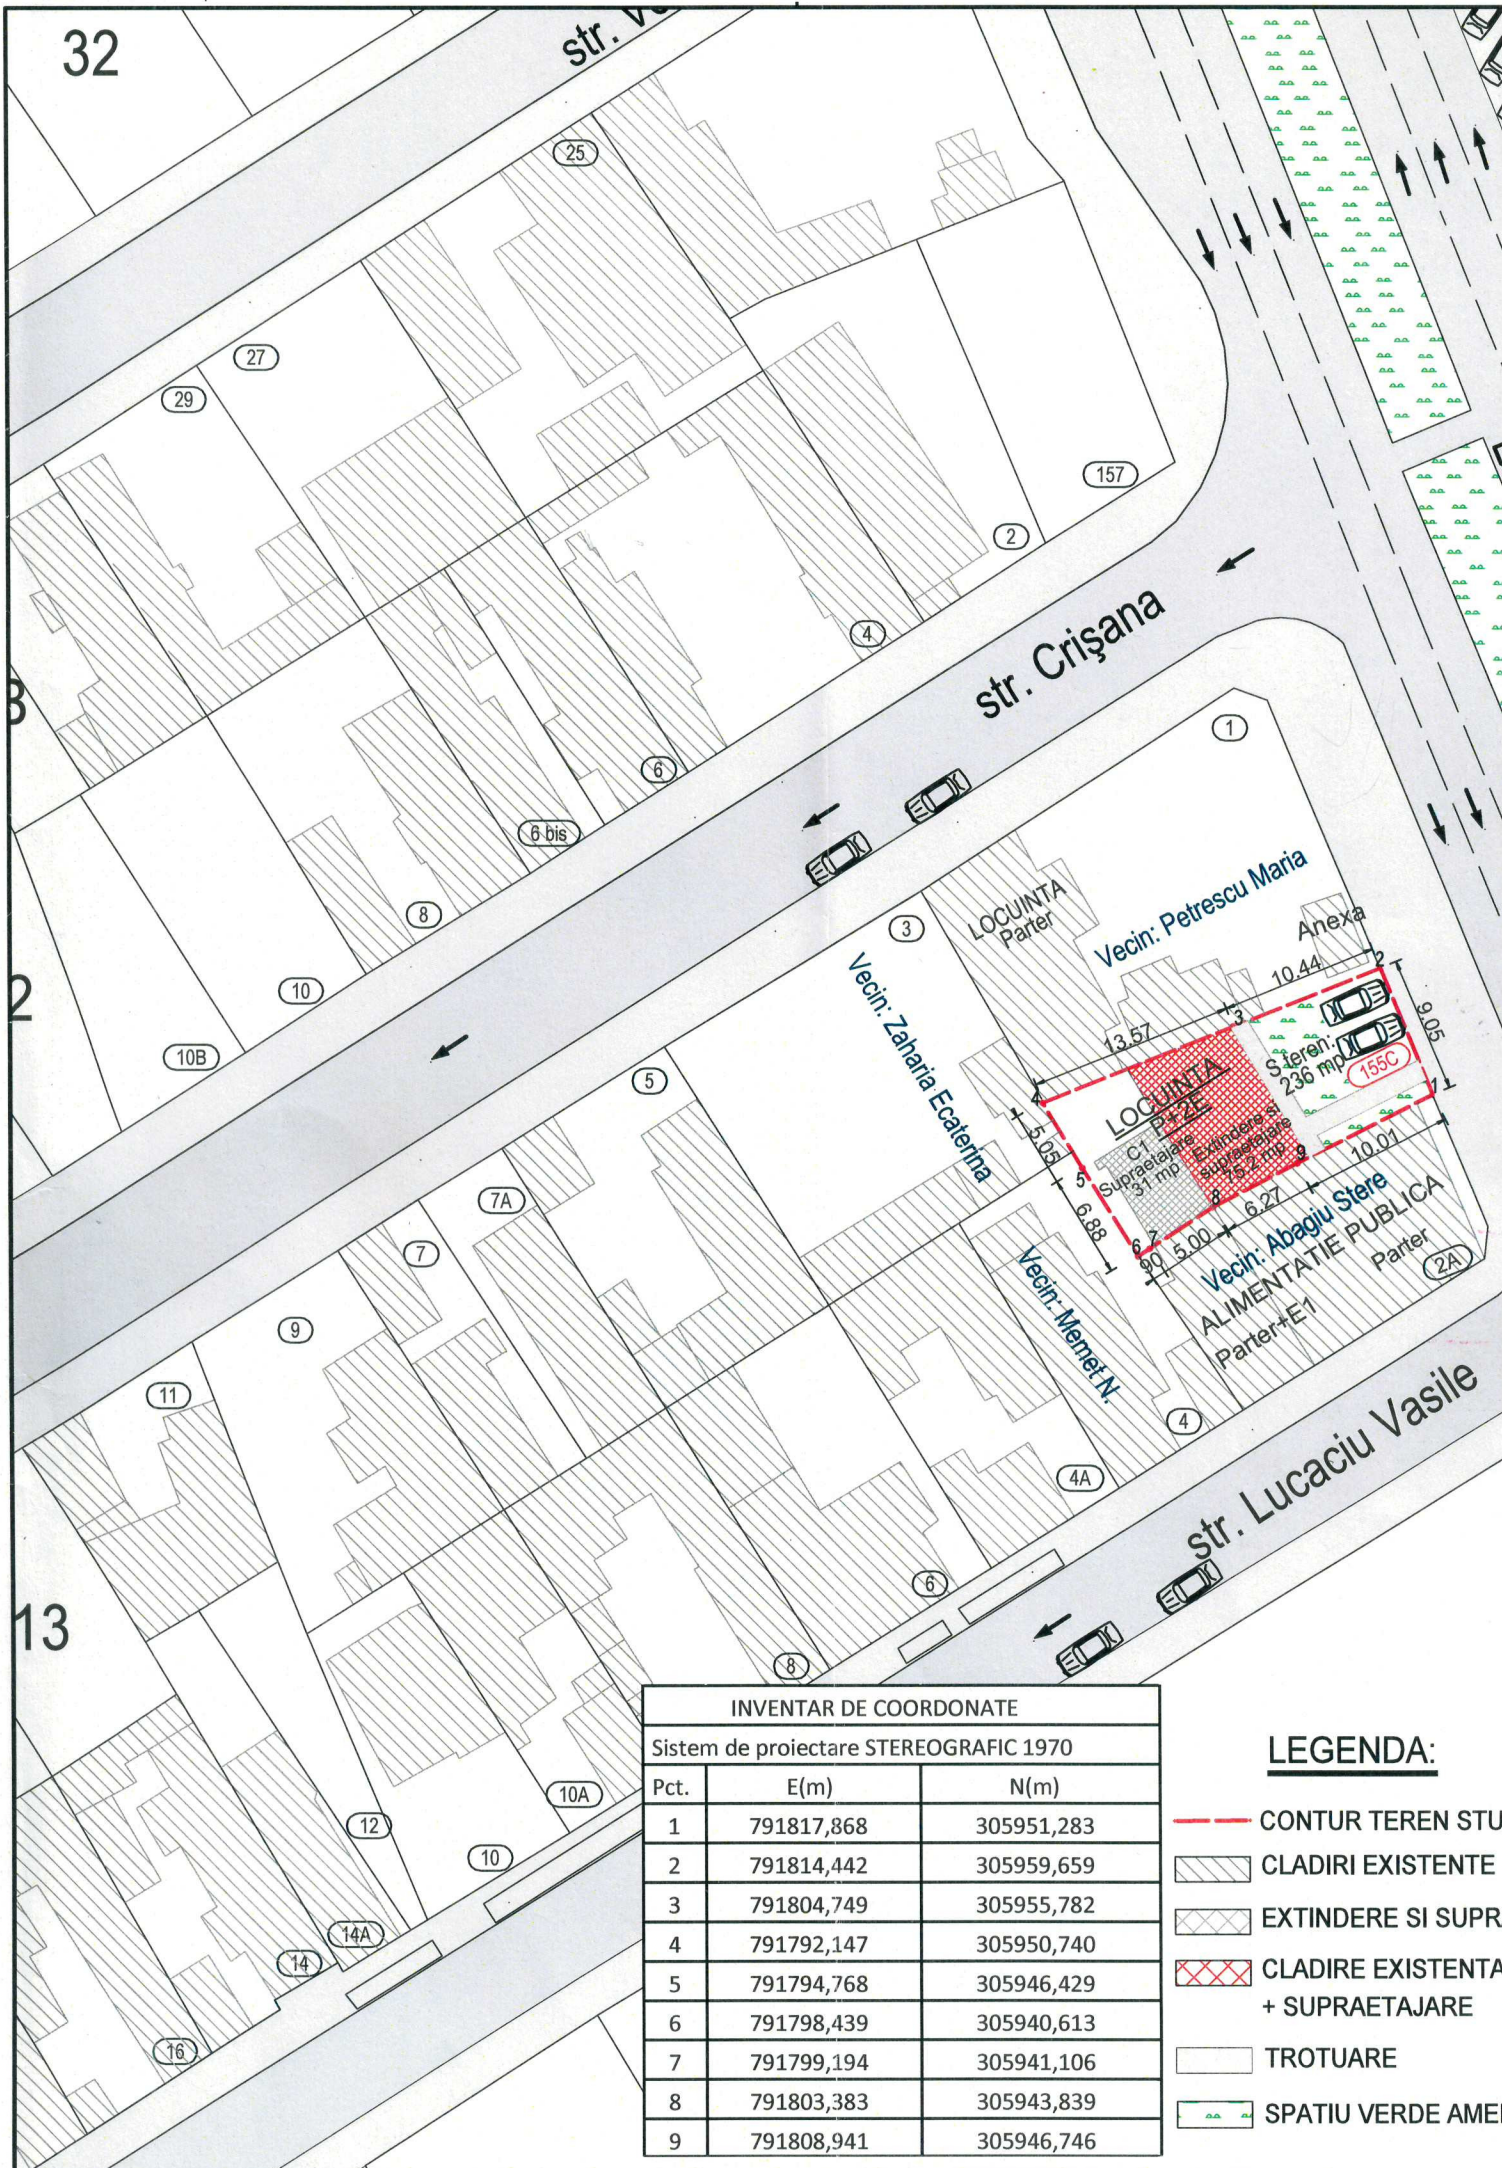 32
25
27
29
157
2
4
3
str. Crişana
1
6
6 bis
8
10
10B
2
3
LOCUINTA
Parter
Vecin: Petrescu Maria
Anexa
Vecin: Zaharia Ecaterina
5
7A
7
9
11
13.57
10.44
9.05
2
3
4
1
5.05
5
6.88
6
7
90
5.00
8
6.27
9
10.01
LOCUINTA
P+2E
C1
Supraetajare
31 mp
Extindere si
supraetajare
75.2 mp
S teren:
236 mp
155C
Vecin: Abagiu Stere
ALIMENTATIE PUBLICA
Parter
Parter+E1
2A
Vecin: Memet N.
4
4A
6
8
str. Lucaciu Vasile
13
10A
10
12
14A
14
16
INVENTAR DE COORDONATE
Sistem de proiectare STEREOGRAFIC 1970
Pct. E(m) N(m)
1 791817,868 305951,283
2 791814,442 305959,659
3 791804,749 305955,782
4 791792,147 305950,740
5 791794,768 305946,429
6 791798,439 305940,613
7 791799,194 305941,106
8 791803,383 305943,839
9 791808,941 305946,746
LEGENDA:
CONTUR TEREN STU
CLADIRI EXISTENTE
EXTINDERE SI SUPR
CLADIRE EXISTENTA
+ SUPRAETAJARE
TROTUARE
SPATIU VERDE AME